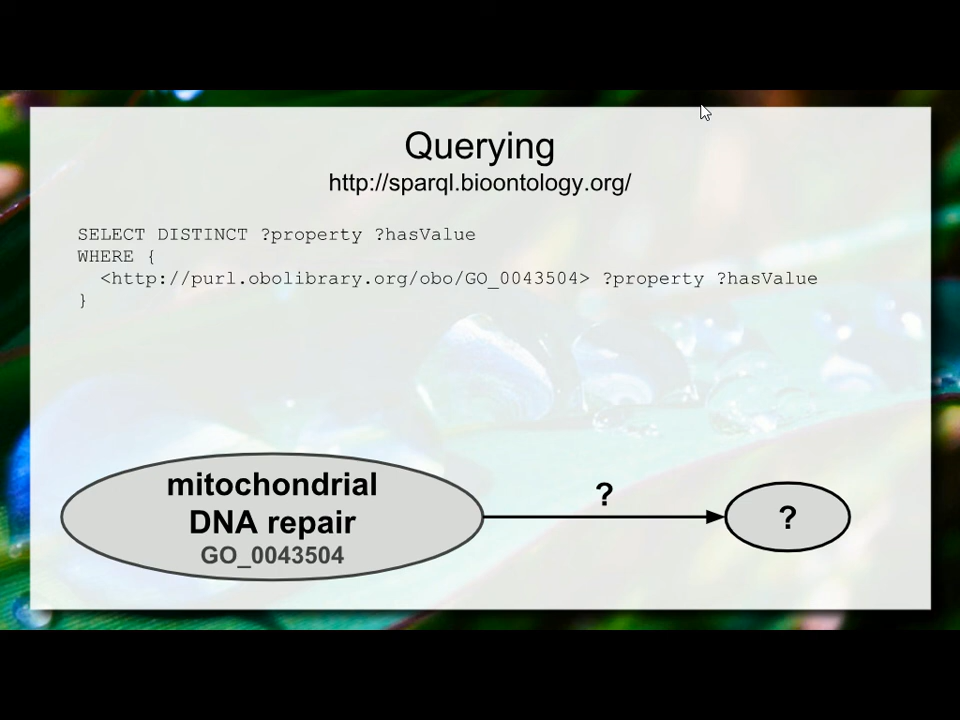 Querying
http://sparql.bioontology.org/
SELECT DISTINCT ?property ?hasValue
WHERE {
  <http://purl.obolibrary.org/obo/GO_0043504> ?property ?hasValue
}
mitochondrial
DNA repair
GO_0043504
?
?